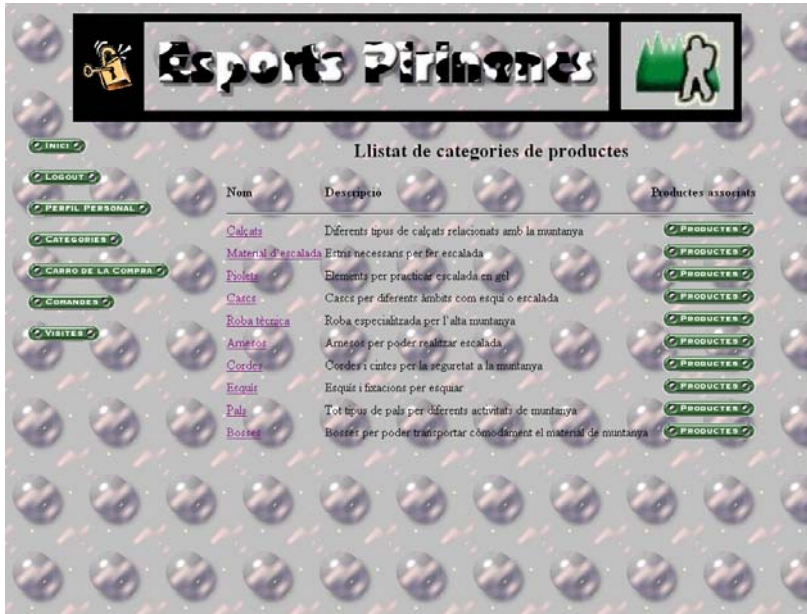 Esports Pirinencs
Llistat de categories de productes
INICI
LOGOUT
PERFIL PERSONAL
CATEGORIES
CARRO DE LA COMPRA
COMANDES
VISITES
Nom Descripció Productes associats
Calçats Diferents tipus de calçats relacionats amb la muntanya PRODUCTES
Material d'escalada Estris necessaris per fer escalada PRODUCTES
Piolets Elements per practicar escalada en gel PRODUCTES
Cascs Cascs per diferents àmbits com esquí o escalada PRODUCTES
Roba tècnica Roba especialitzada per l'alta muntanya PRODUCTES
Arnesos Arnesos per poder realitzar escalada PRODUCTES
Cordes Cordes i cintes per la seguretat a la muntanya PRODUCTES
Esquís Esquís i fixacions per esquiar PRODUCTES
Pals Tot tipus de pals per diferents activitats de muntanya PRODUCTES
Bosses Bosses per poder transportar còmodament el material de muntanya PRODUCTES